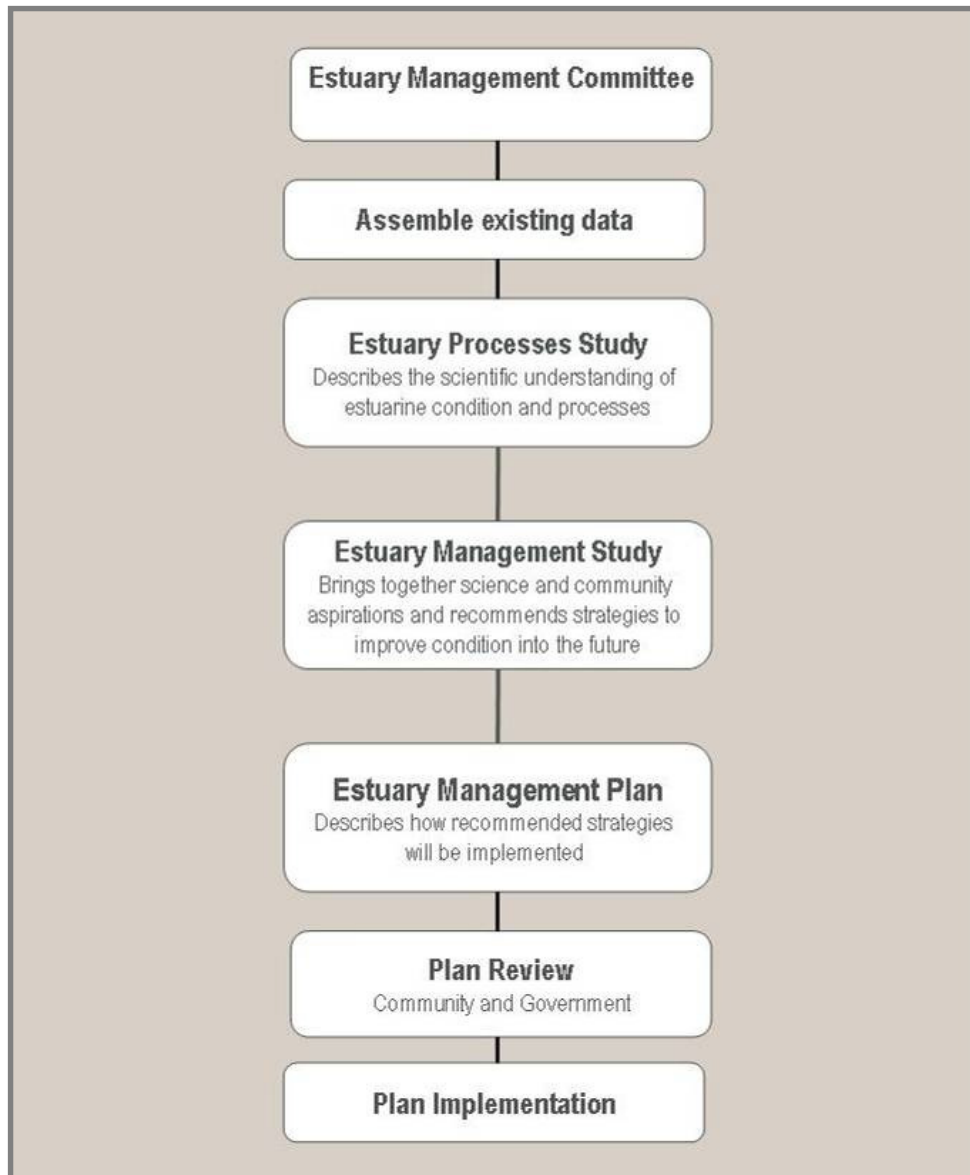 Estuary Management Committee
Assemble existing data
Estuary Processes Study
Describes the scientific understanding of
estuarine condition and processes
Estuary Management Study
Brings together science and community
aspirations and recommends strategies to
improve condition into the future
Estuary Management Plan
Describes how recommended strategies
will be implemented
Plan Review
Community and Government
Plan Implementation